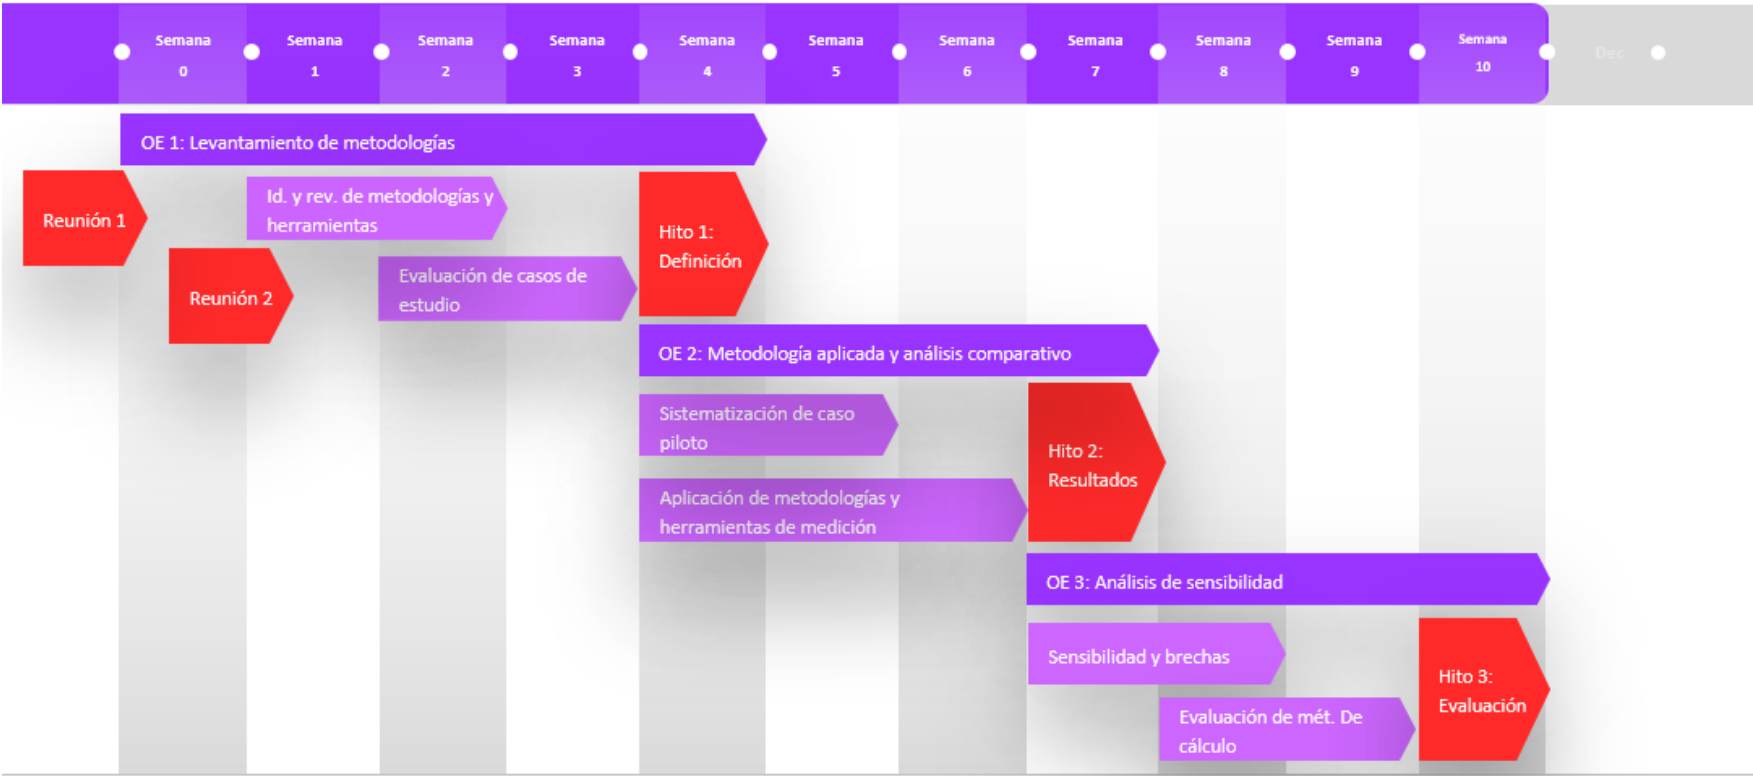 Semana
0
Semana
1
Semana
2
Semana
3
Semana
4
Semana
5
Semana
6
Semana
7
Semana
8
Semana
9
Semana
10
Dec
OE 1: Levantamiento de metodologías
Reunión 1
Id. y rev. de metodologías y
herramientas
Hito 1:
Definición
Reunión 2
Evaluación de casos de
estudio
OE 2: Metodología aplicada y análisis comparativo
Sistematización de caso
piloto
Hito 2:
Resultados
Aplicación de metodologías y
herramientas de medición
OE 3: Análisis de sensibilidad
Sensibilidad y brechas
Hito 3:
Evaluación
Evaluación de mét. De
cálculo